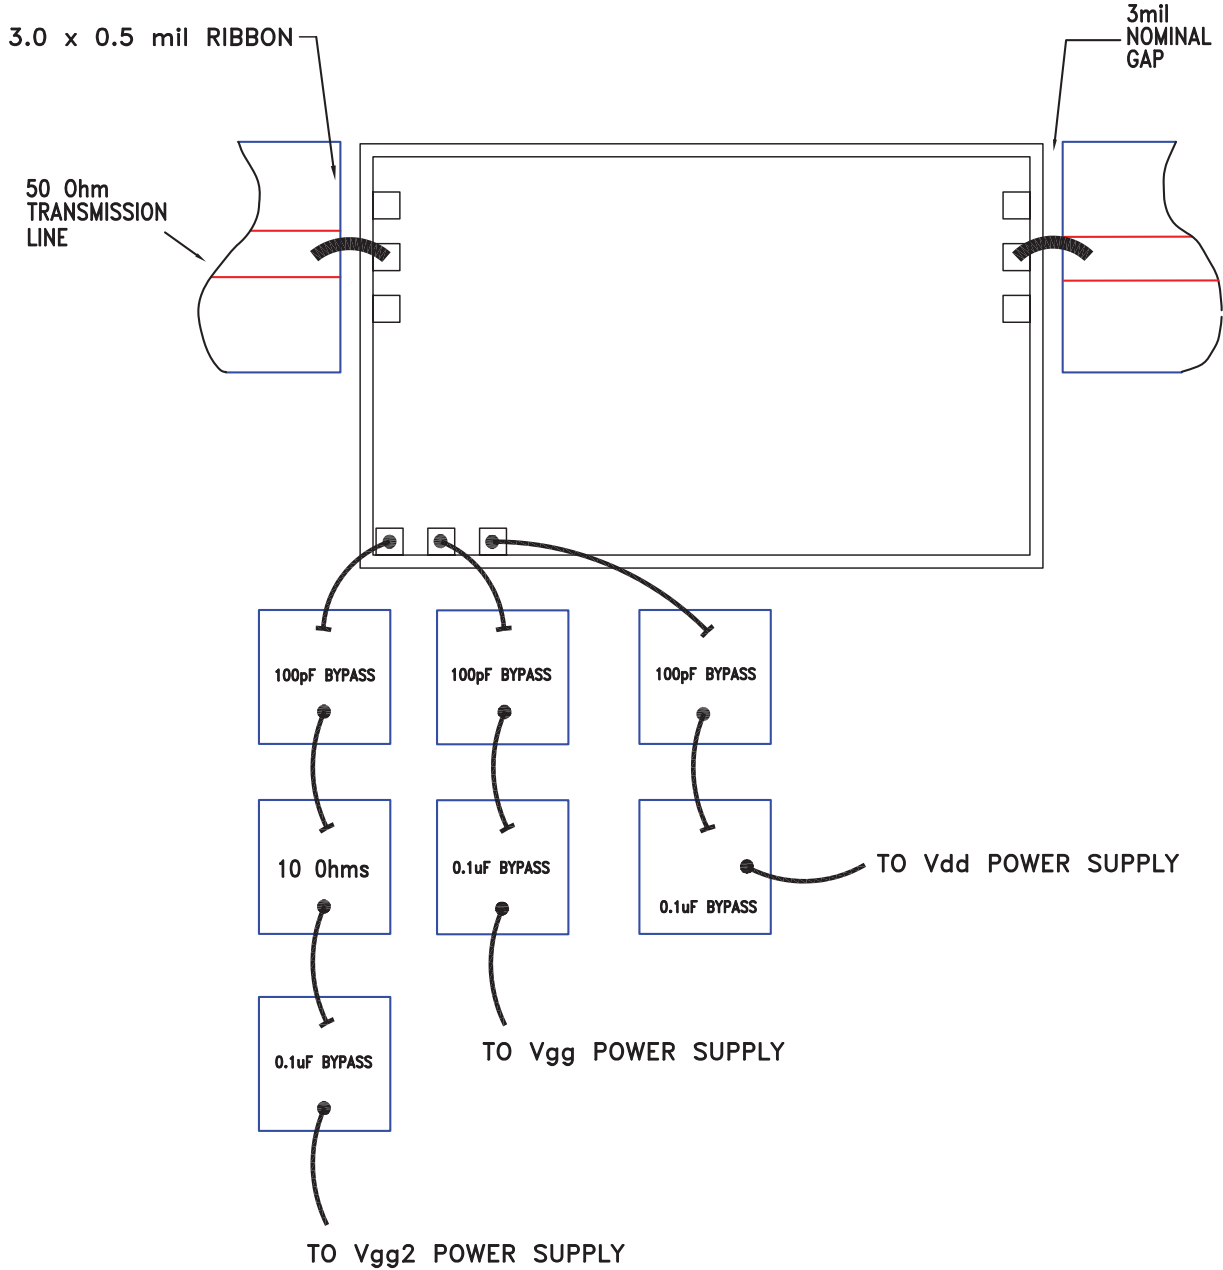 3.0 x 0.5 mil RIBBON
3mil
NOMINAL
GAP
50 Ohm
TRANSMISSION
LINE
100pF BYPASS
100pF BYPASS
100pF BYPASS
10 Ohms
0.1uF BYPASS
0.1uF BYPASS
TO Vdd POWER SUPPLY
TO Vgg POWER SUPPLY
0.1uF BYPASS
TO Vgg2 POWER SUPPLY